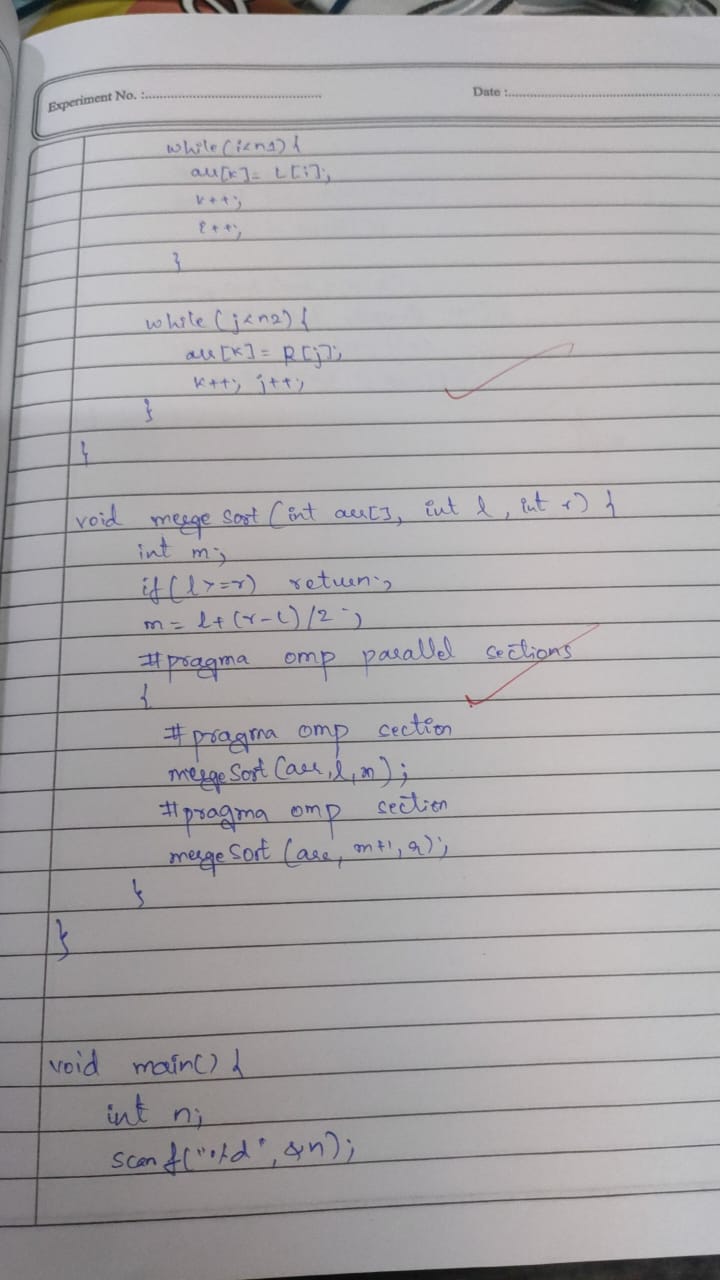 Experiment No. :
Date :
while(i<n1){
arr[k]= L[i];
k++;
i++;
}
while (j<n2) {
arr[k]= R[j];
k++; j++;
}
}
void merge sort (int arr[], int l, int r) {
int m;
if (l>=r) return;
m = l+(r-l)/2;
#pragma omp parallel sections
{
#pragma omp section
mergeSort (arr, l, m);
#pragma omp section
merge Sort (arr, m+1, r);
}
}
void main() {
int n;
scanf("%d", &n);